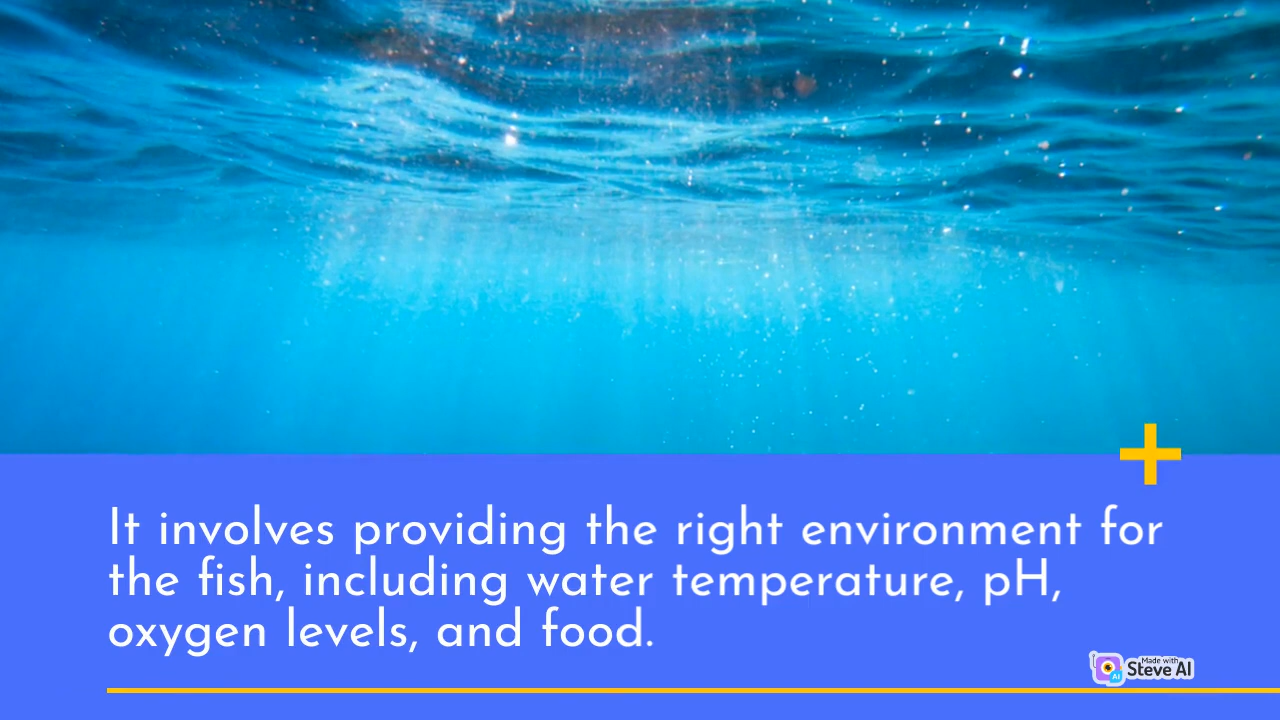 It involves providing the right environment for
the fish, including water temperature, pH,
oxygen levels, and food.
Made with
Steve AI
AI